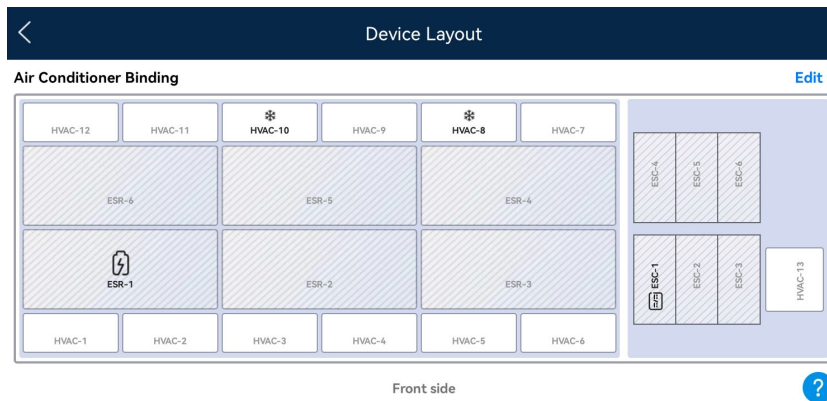 Device Layout
Air Conditioner Binding Edit
HVAC-12 HVAC-11 HVAC-10 HVAC-9 HVAC-8 HVAC-7
ESR-6 ESR-5 ESR-4
ESC-4 ESC-5 ESC-6
ESR-1 ESR-2 ESR-3
ESC-1 ESC-2 ESC-3 HVAC-13
HVAC-1 HVAC-2 HVAC-3 HVAC-4 HVAC-5 HVAC-6
Front side
?